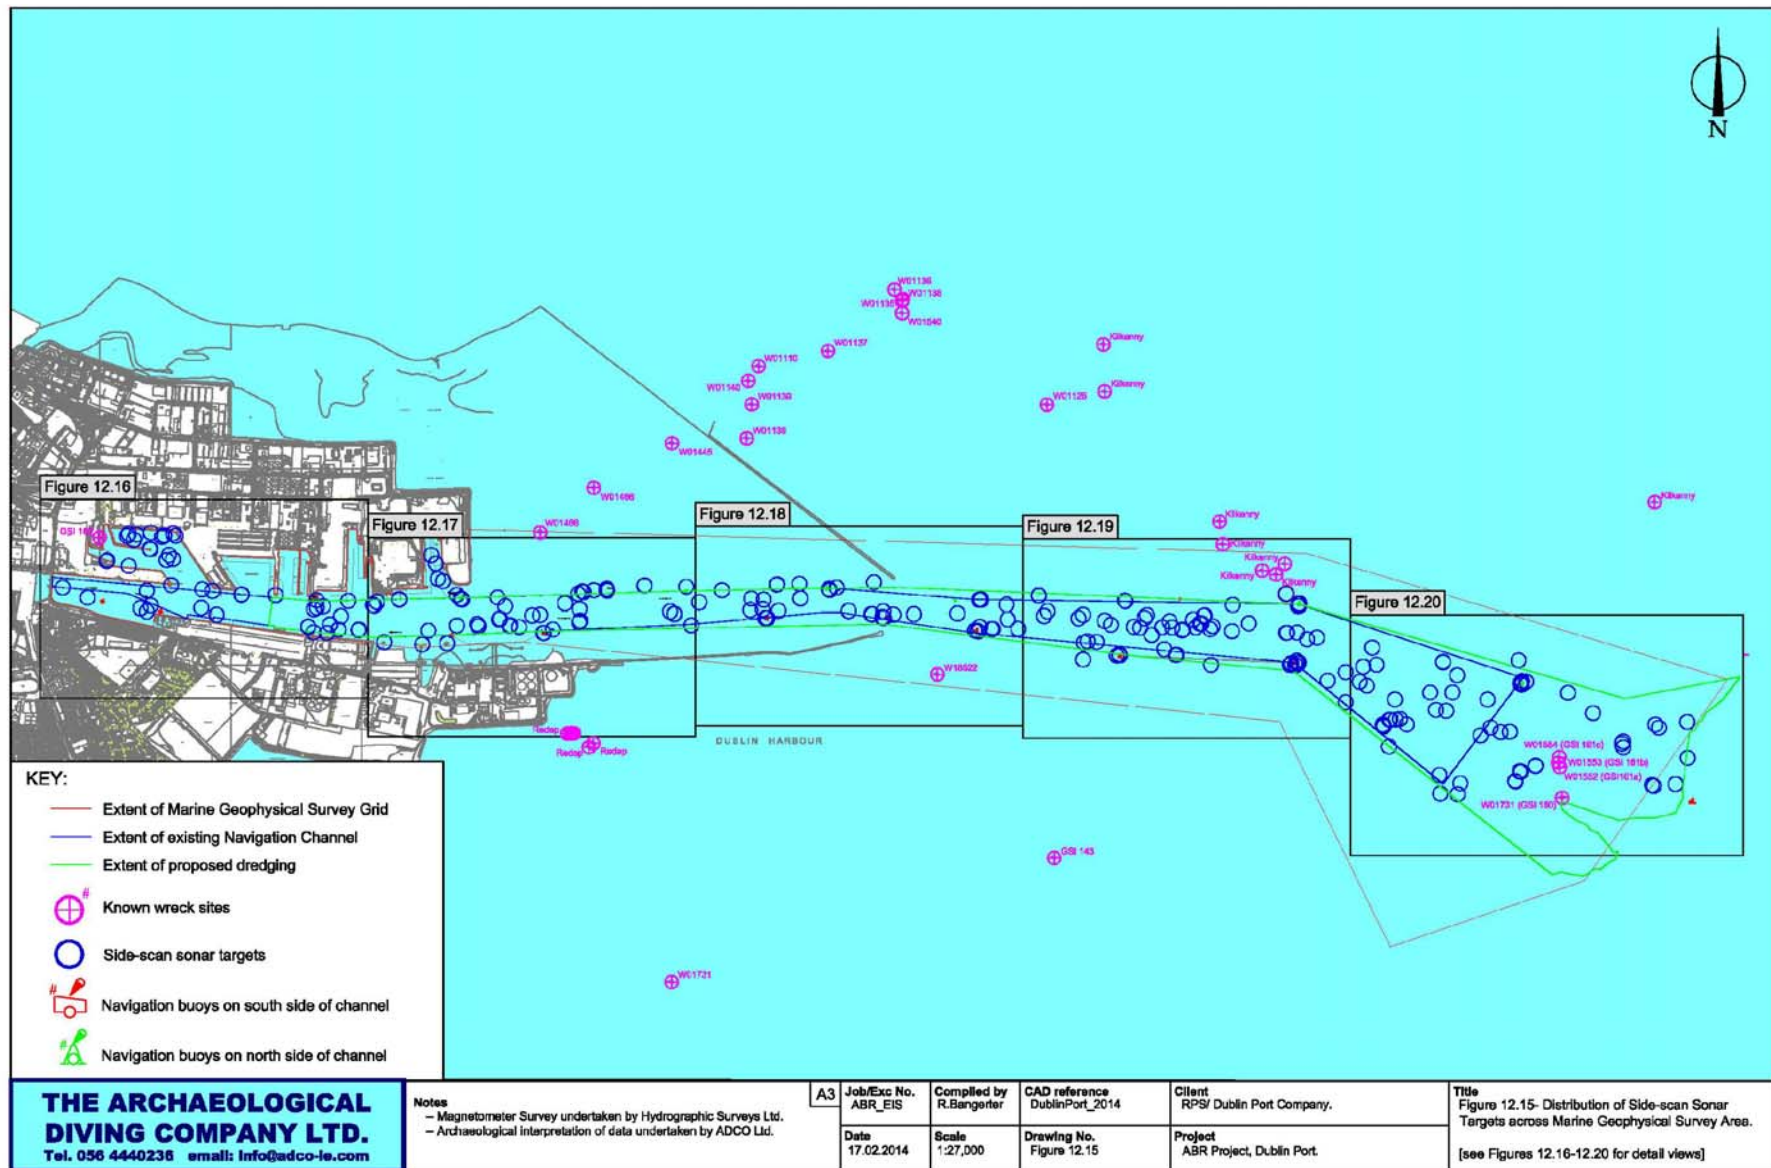 N
W01136
W01135
W01540
W01137
W01110
W01140
W01445
W01486
W01488
Kilkenny
Kilkenny
W01125
Kilkenny
Kilkenny
Kilkenny
Kilkenny
Kilkenny
Kilkenny
Figure 12.16
Figure 12.17
Figure 12.18
Figure 12.19
Figure 12.20
W18522
Redap
Redap
Redap
DUBLIN HARBOUR
W01554 (GSI 161c)
W01553 (GSI 161b)
W01552 (GSI161a)
W01731 (GSI 160)
GSI 145
W01721
KEY:
Extent of Marine Geophysical Survey Grid
Extent of existing Navigation Channel
Extent of proposed dredging
#
Known wreck sites
Side-scan sonar targets
#
Navigation buoys on south side of channel
#
Navigation buoys on north side of channel
THE ARCHAEOLOGICAL
DIVING COMPANY LTD.
Tel. 056 4440236 email: info@adco-ie.com
Notes
– Magnetometer Survey undertaken by Hydrographic Surveys Ltd.
– Archaeological interpretation of data undertaken by ADCO Ltd.
A3
Job/Exc No.
ABR_EIS
Compiled by
R.Bangerter
CAD reference
DublinPort_2014
Client
RPS/ Dublin Port Company.
Date
17.02.2014
Scale
1:27,000
Drawing No.
Figure 12.15
Project
ABR Project, Dublin Port.
Title
Figure 12.15- Distribution of Side-scan Sonar
Targets across Marine Geophysical Survey Area.
[see Figures 12.16-12.20 for detail views]